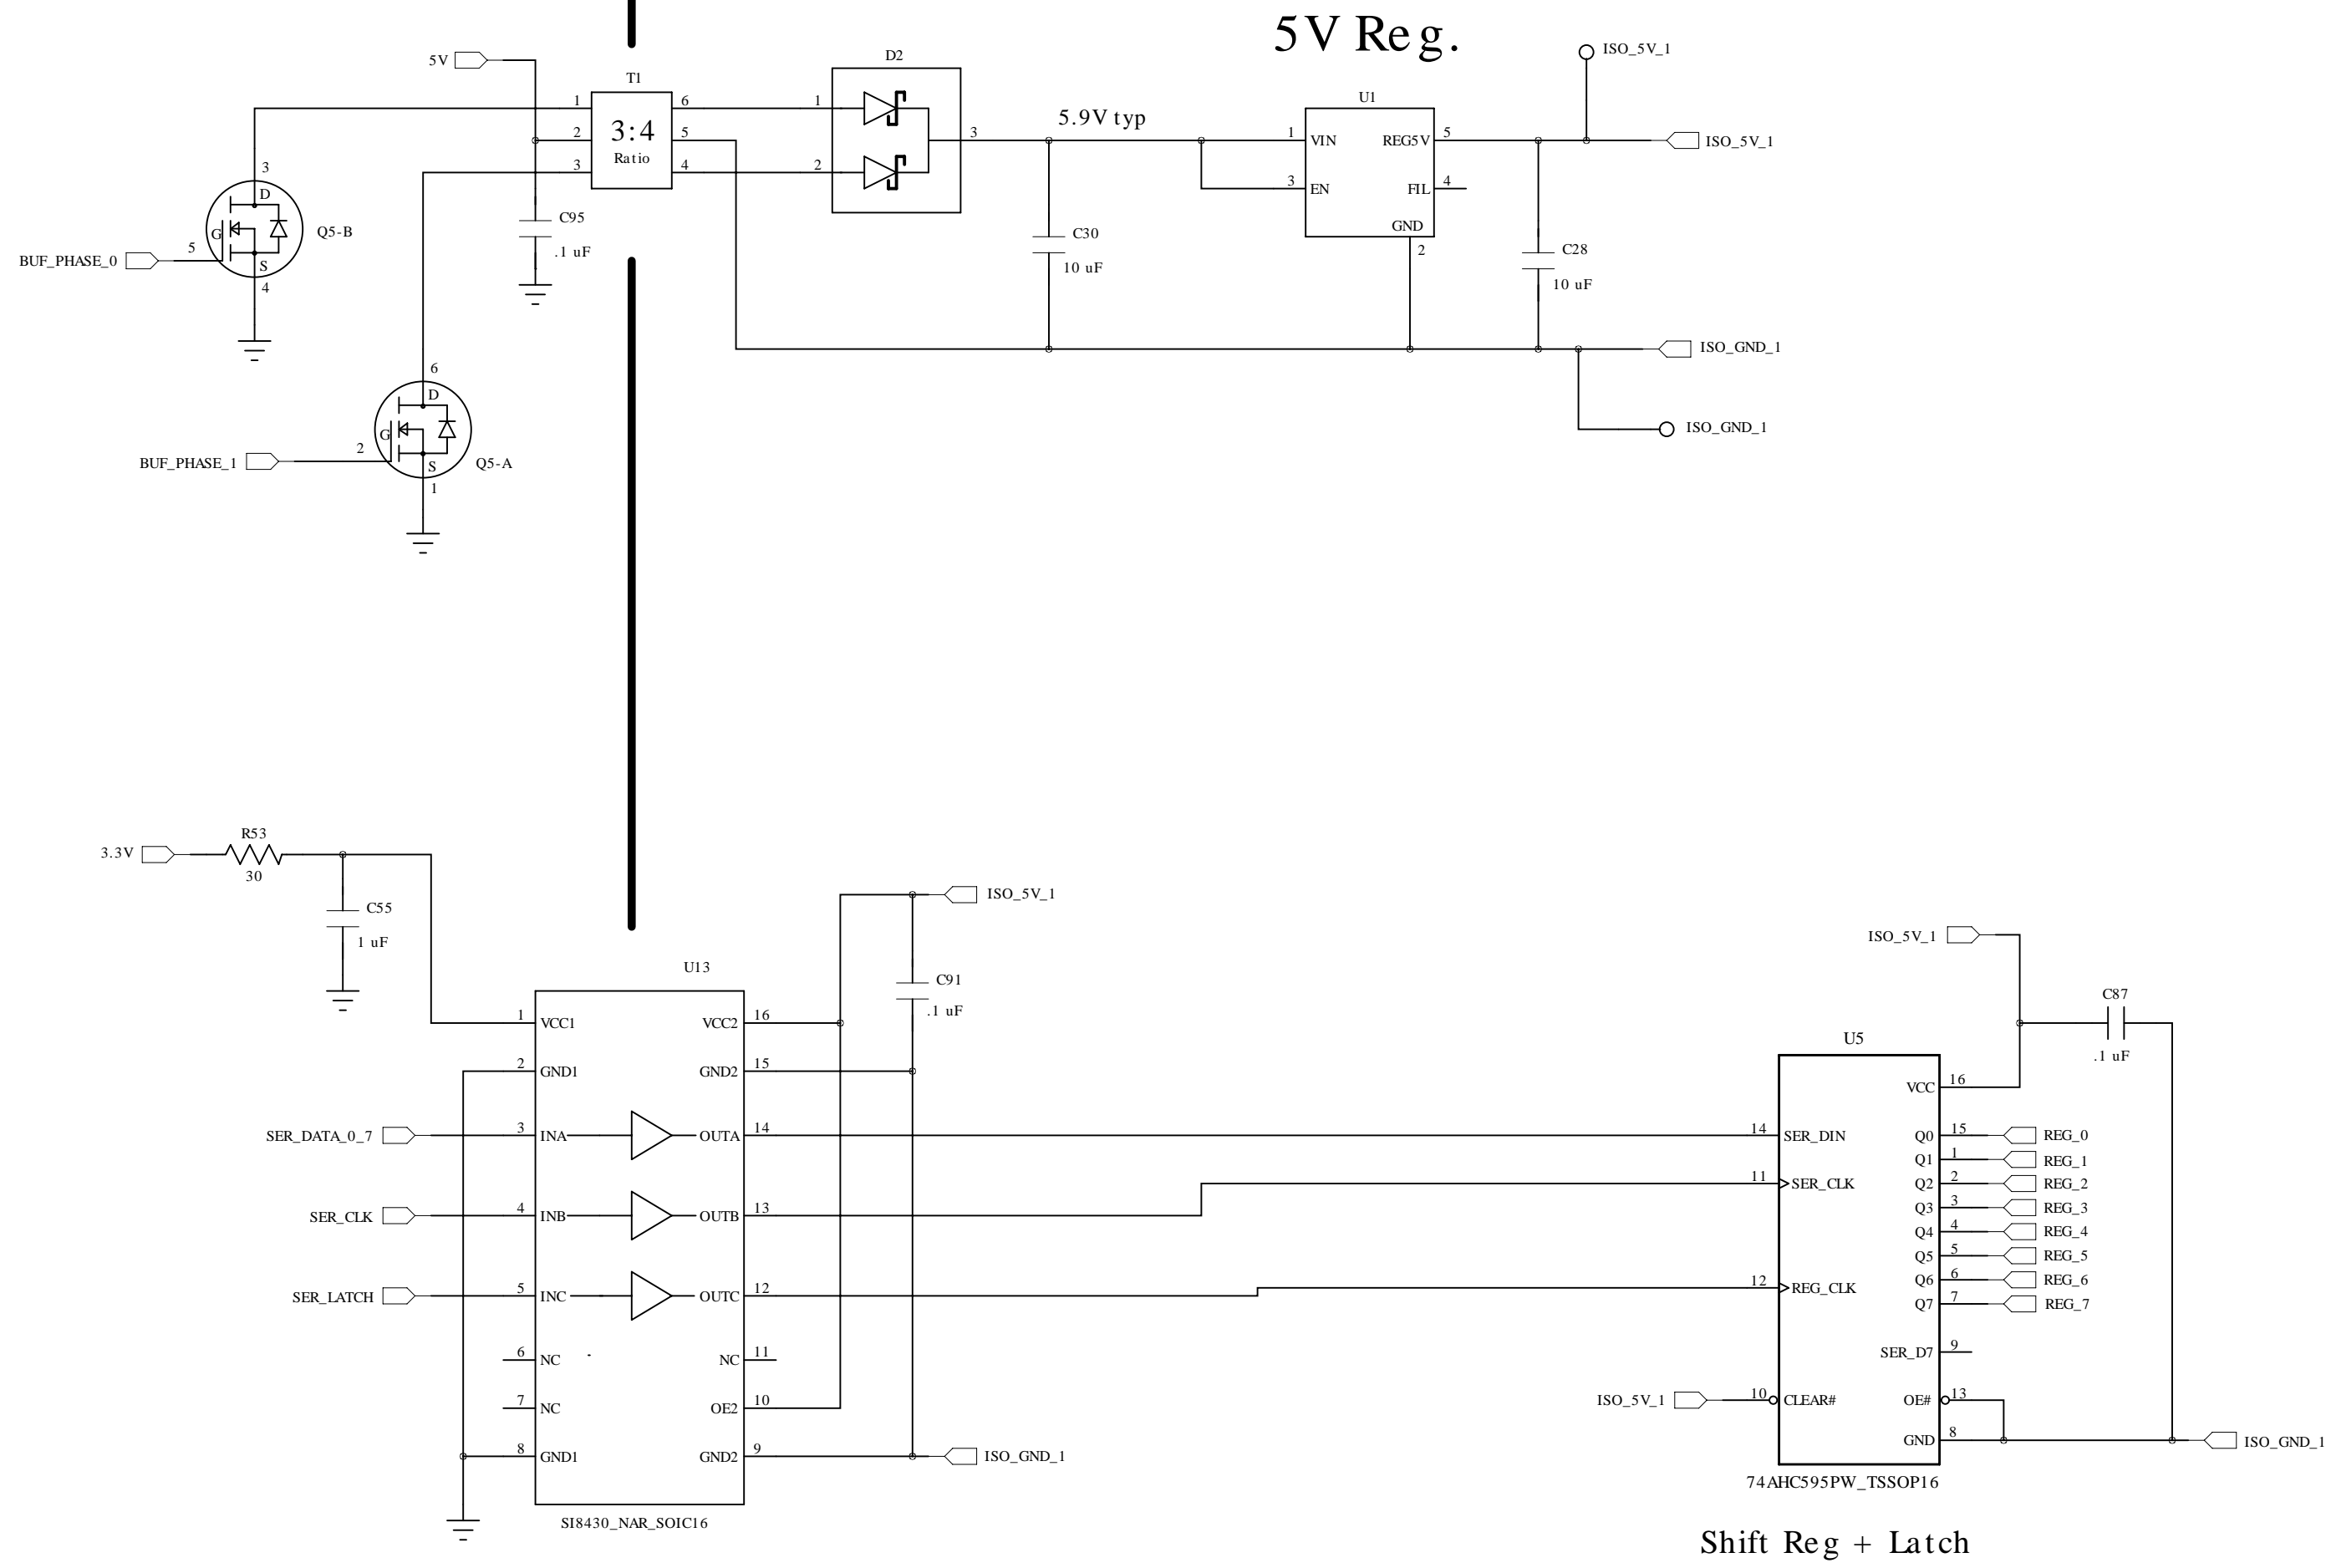 5V Reg.
5V
T1
1
2
3
3:4
Ratio
6
5
4
D2
1
2
3
5.9V typ
U1
1
VIN
3
EN
REG5V
5
FIL
4
GND
2
ISO_5V_1
ISO_5V_1
C95
.1 uF
C30
10 uF
C28
10 uF
ISO_GND_1
ISO_GND_1
BUF_PHASE_0
5
3
D
G
S
4
Q5-B
BUF_PHASE_1
2
6
D
G
S
1
Q5-A
3.3V
R53
30
C55
1 uF
ISO_5V_1
C91
.1 uF
U13
1 VCC1
2 GND1
SER_DATA_0_7
3 INA
SER_CLK
4 INB
SER_LATCH
5 INC
6 NC
-
7 NC
8 GND1
VCC2 16
GND2 15
OUTA 14
OUTB 13
OUTC 12
NC 11
OE2 10
GND2 9
ISO_GND_1
SI8430_NAR_SOIC16
ISO_5V_1
C87
.1 uF
U5
VCC 16
14 SER_DIN
11 SER_CLK
12 REG_CLK
ISO_5V_1
10 CLEAR#
Q0 15 REG_0
Q1 1 REG_1
Q2 2 REG_2
Q3 3 REG_3
Q4 4 REG_4
Q5 5 REG_5
Q6 6 REG_6
Q7 7 REG_7
SER_D7 9
OE# 13
GND 8
ISO_GND_1
74AHC595PW_TSSOP16
Shift Reg + Latch